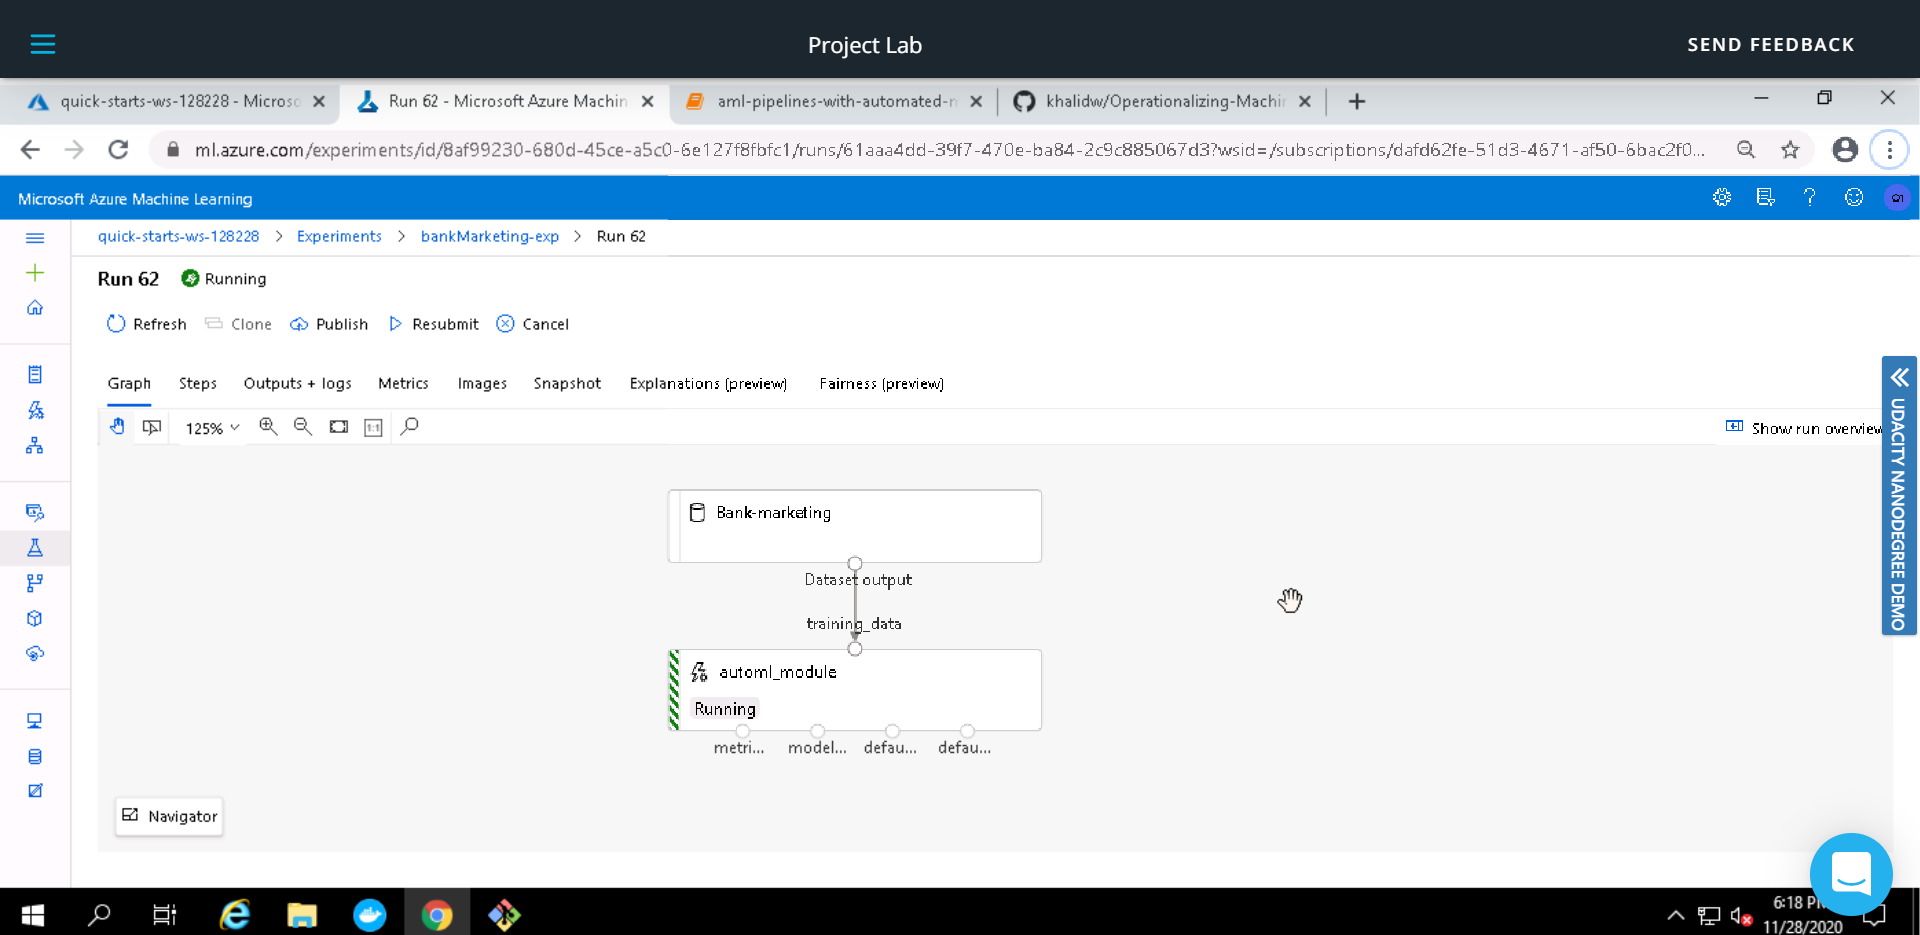 Project Lab
SEND FEEDBACK
quick-starts-ws-128228 - Microso
Run 62 - Microsoft Azure Machin
aml-pipelines-with-automated-m
khalidw/Operationalizing-Machin
ml.azure.com/experiments/id/8af99230-680d-45ce-a5c0-6e127f8fbfc1/runs/61aaa4dd-39f7-470e-ba84-2c9c885067d3?wsid=/subscriptions/dafd62fe-51d3-4671-af50-6bac2f0...
Microsoft Azure Machine Learning
quick-starts-ws-128228 > Experiments > bankMarketing-exp > Run 62
Run 62 Running
Refresh Clone Publish Resubmit Cancel
Graph Steps Outputs + logs Metrics Images Snapshot Explanations (preview) Fairness (preview)
125% 1:1
Show run overview
UDACITY NANODEGREE DEMO
Bank-marketing
Dataset output
training_data
automl_module
Running
metri... model... defau... defau...
Navigator
6:18 P
11/28/2020